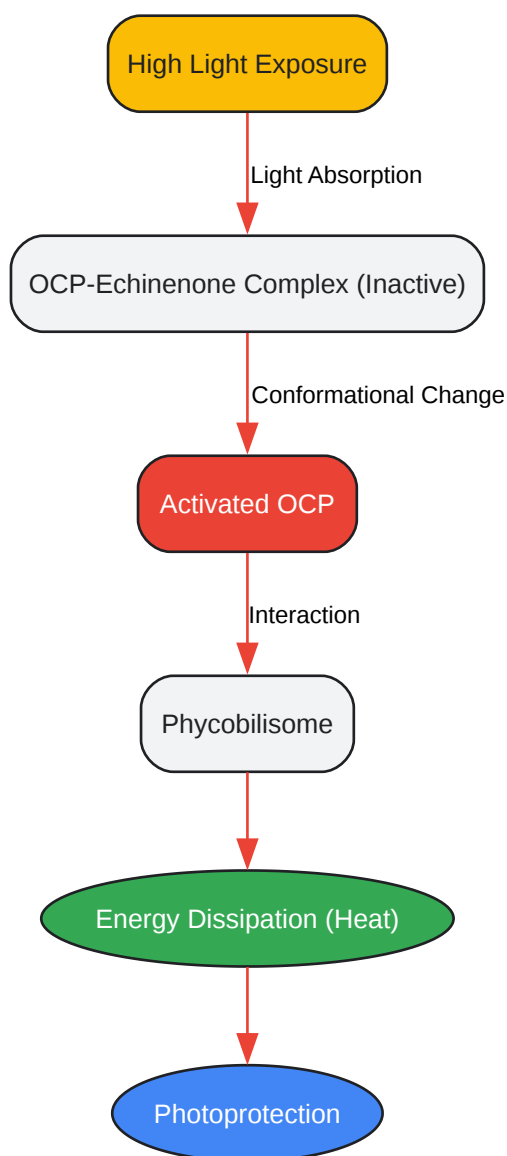 High Light Exposure
Light Absorption
OCP-Echinenone Complex (Inactive)
Conformational Change
Activated OCP
Interaction
Phycobilisome
Energy Dissipation (Heat)
Photoprotection